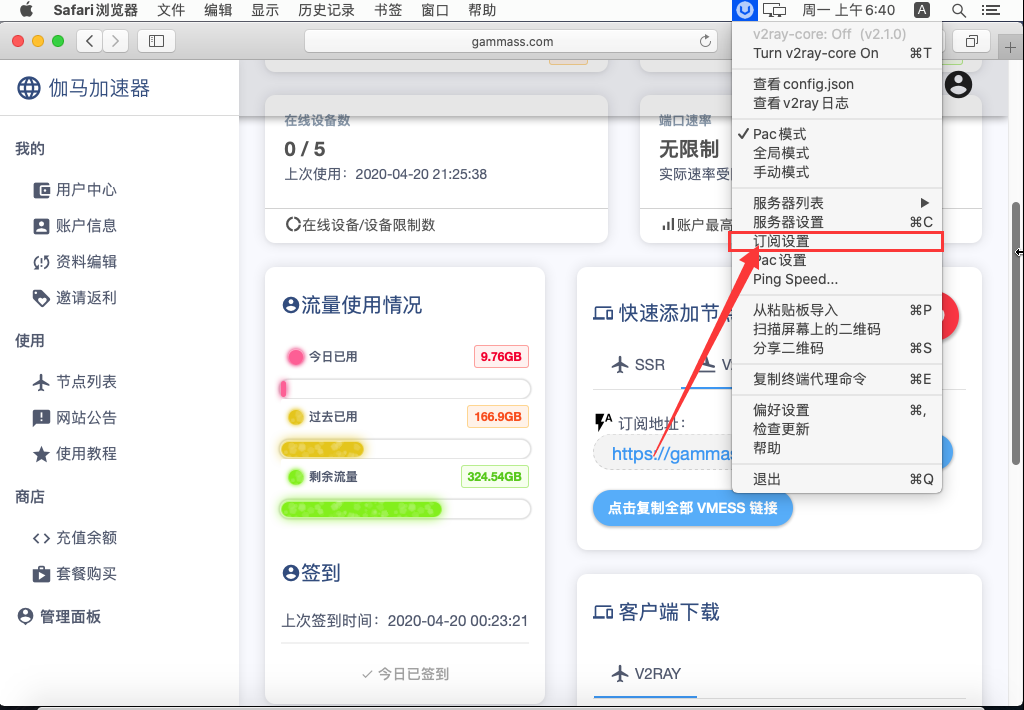 Safari浏览器 文件 编辑 显示 历史记录 书签 窗口 帮助 周一 上午6:40 A
gammass.com
伽马加速器
我的
用户中心
账户信息
资料编辑
邀请返利
使用
节点列表
网站公告
使用教程
商店
充值余额
套餐购买
管理面板
在线设备数
0 / 5
上次使用：2020-04-20 21:25:38
在线设备/设备限制数
端口速率
无限制
实际速率受
账户最高
流量使用情况
今日已用 9.76GB
过去已用 166.9GB
剩余流量 324.54GB
签到
上次签到时间：2020-04-20 00:23:21
今日已签到
快速添加节
SSR
V
订阅地址:
https://gammas
点击复制全部 VMESS 链接
客户端下载
V2RAY
v2ray-core: Off (v2.1.0)
Turn v2ray-core On ⌘T
查看 config.json
查看 v2ray 日志
✓ Pac 模式
全局模式
手动模式
服务器列表 ▶
服务器设置 ⌘C
订阅设置
Pac 设置
Ping Speed...
从粘贴板导入 ⌘P
扫描屏幕上的二维码
分享二维码 ⌘S
复制终端代理命令 ⌘E
偏好设置 ⌘,
检查更新
帮助
退出 ⌘Q